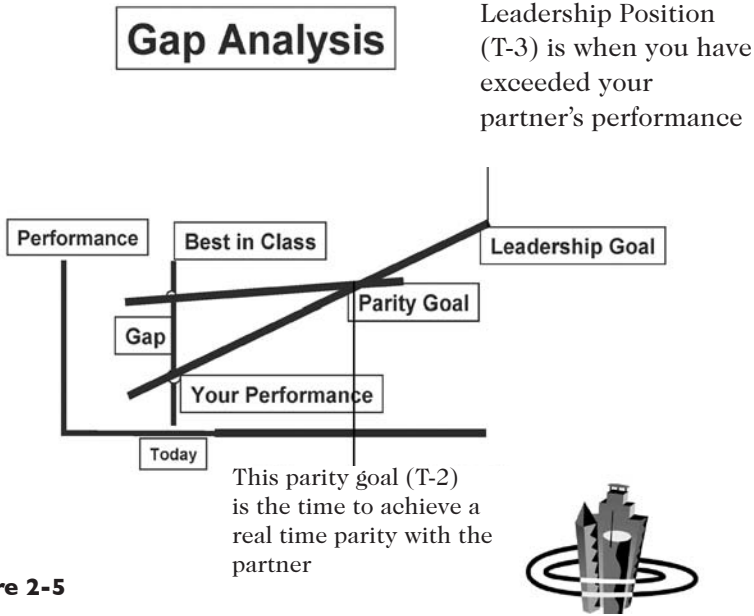 Gap Analysis
Leadership Position
(T-3) is when you have
exceeded your
partner's performance
Performance
Best in Class
Leadership Goal
Parity Goal
Gap
Your Performance
Today
This parity goal (T-2)
is the time to achieve a
real time parity with the
partner
2-5